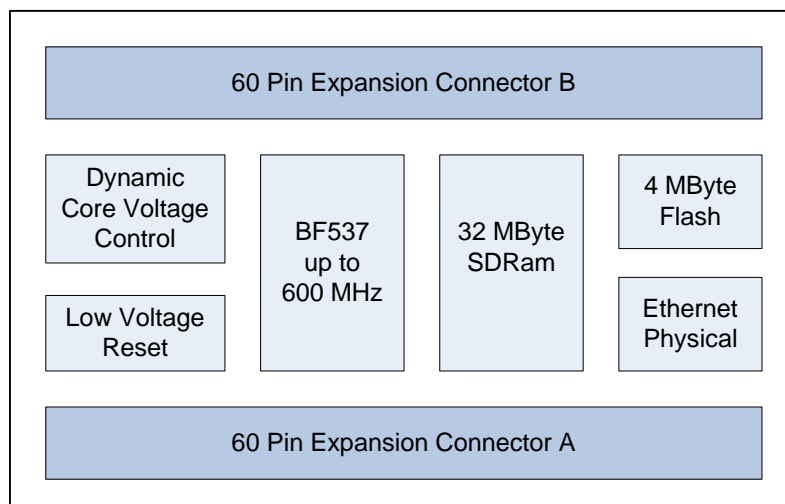 60 Pin Expansion Connector B
Dynamic
Core Voltage
Control
Low Voltage
Reset
BF537
up to
600 MHz
32 MByte
SDRam
4 MByte
Flash
Ethernet
Physical
60 Pin Expansion Connector A